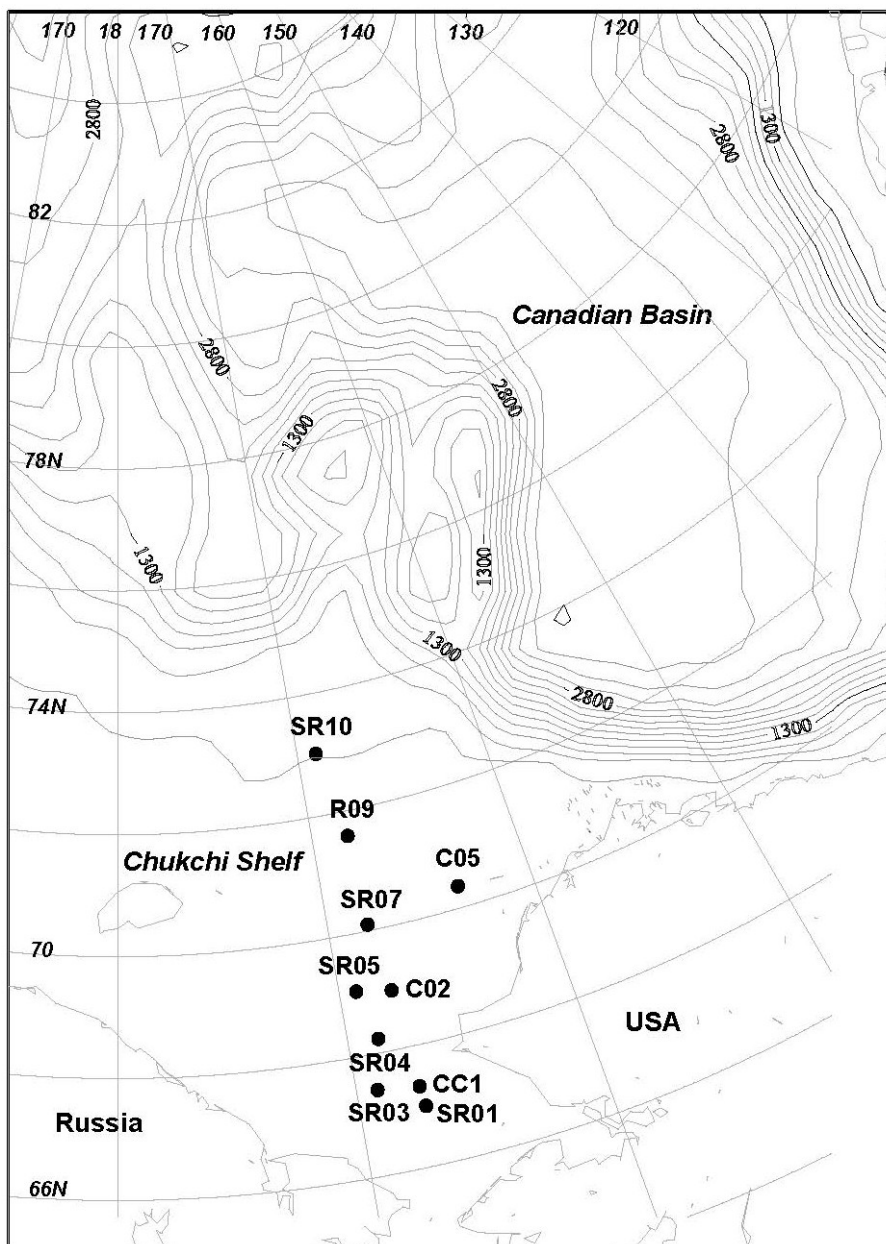 170 18 170 160 150 140 130 120
2800
1300
2800
82
Canadian Basin
2800
2800
1300
78N
1300
1300
1300
2800
74N
1300
SR10
R09
Chukchi Shelf
C05
SR07
70
SR05
C02
USA
SR04
CC1
Russia
SR03
SR01
66N